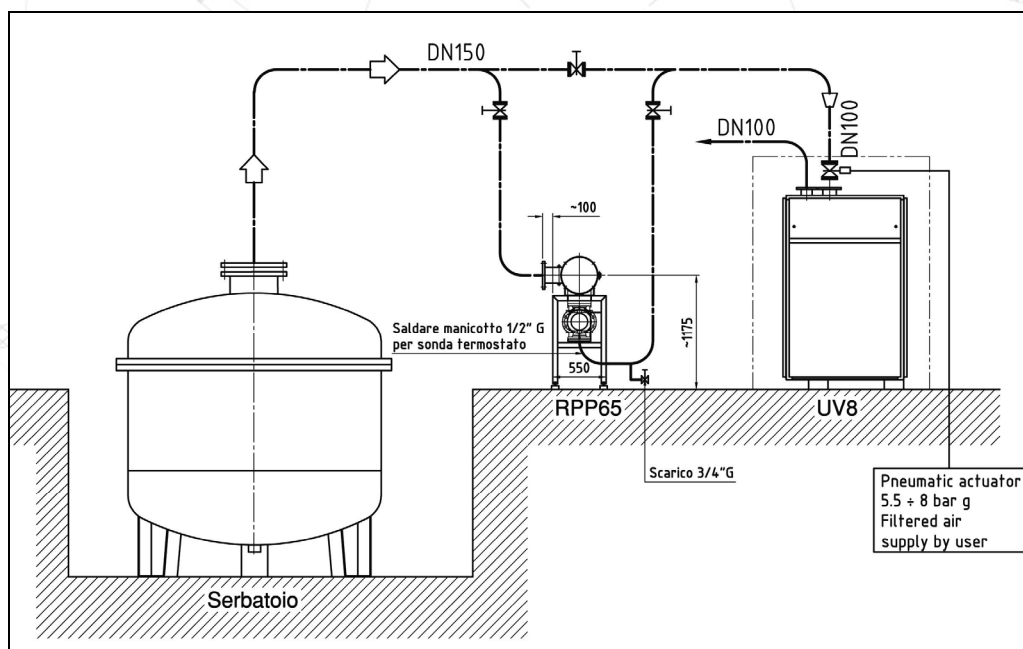 DN150
DN100
DN100
~100
Saldare manicotto 1/2" G
per sonda termostato
550
~1175
RPP65
UV8
Scarico 3/4"G
Pneumatic actuator
5.5 ÷ 8 bar g
Filtered air
supply by user
Serbatoio